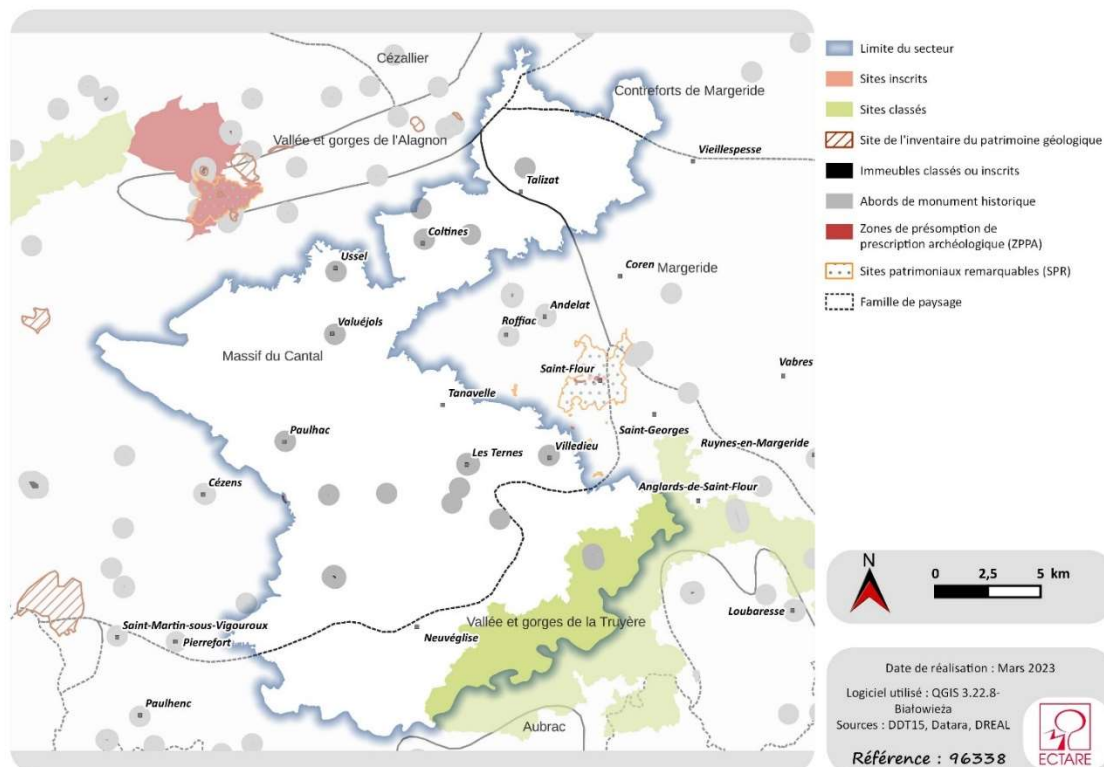 Cézallier
Contreforts de Margeride
Vallée et gorges de l'Alagnon
Vieillespesse
Talizat
Coltines
Ussel
Coren
Margeride
Andelat
Valuéjols
Roffiac
Massif du Cantal
Saint-Flour
Vabres
Tanavelle
Saint-Georges
Paulhac
Villedieu
Ruynes-en-Margeride
Les Ternes
Cézens
Anglards-de-Saint-Flour
Loubaresse
Vallée et gorges de la Truyère
Neuvéglise
Saint-Martin-sous-Vigouroux
Pierrefort
Paulhenc
Aubrac
Limite du secteur
Sites inscrits
Sites classés
Site de l'inventaire du patrimoine géologique
Immeubles classés ou inscrits
Abords de monument historique
Zones de présomption de
prescription archéologique (ZPPA)
Sites patrimoniaux remarquables (SPR)
Famille de paysage
N
0 2,5 5 km
Date de réalisation : Mars 2023
Logiciel utilisé : QGIS 3.22.8-
Białowieża
Sources : DDT15, Datara, DREAL
Référence : 96338
ECTARE